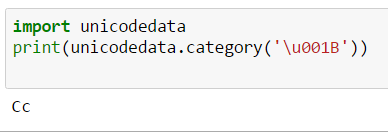 import unicodedata
print(unicodedata.category('\u001B'))
Cc